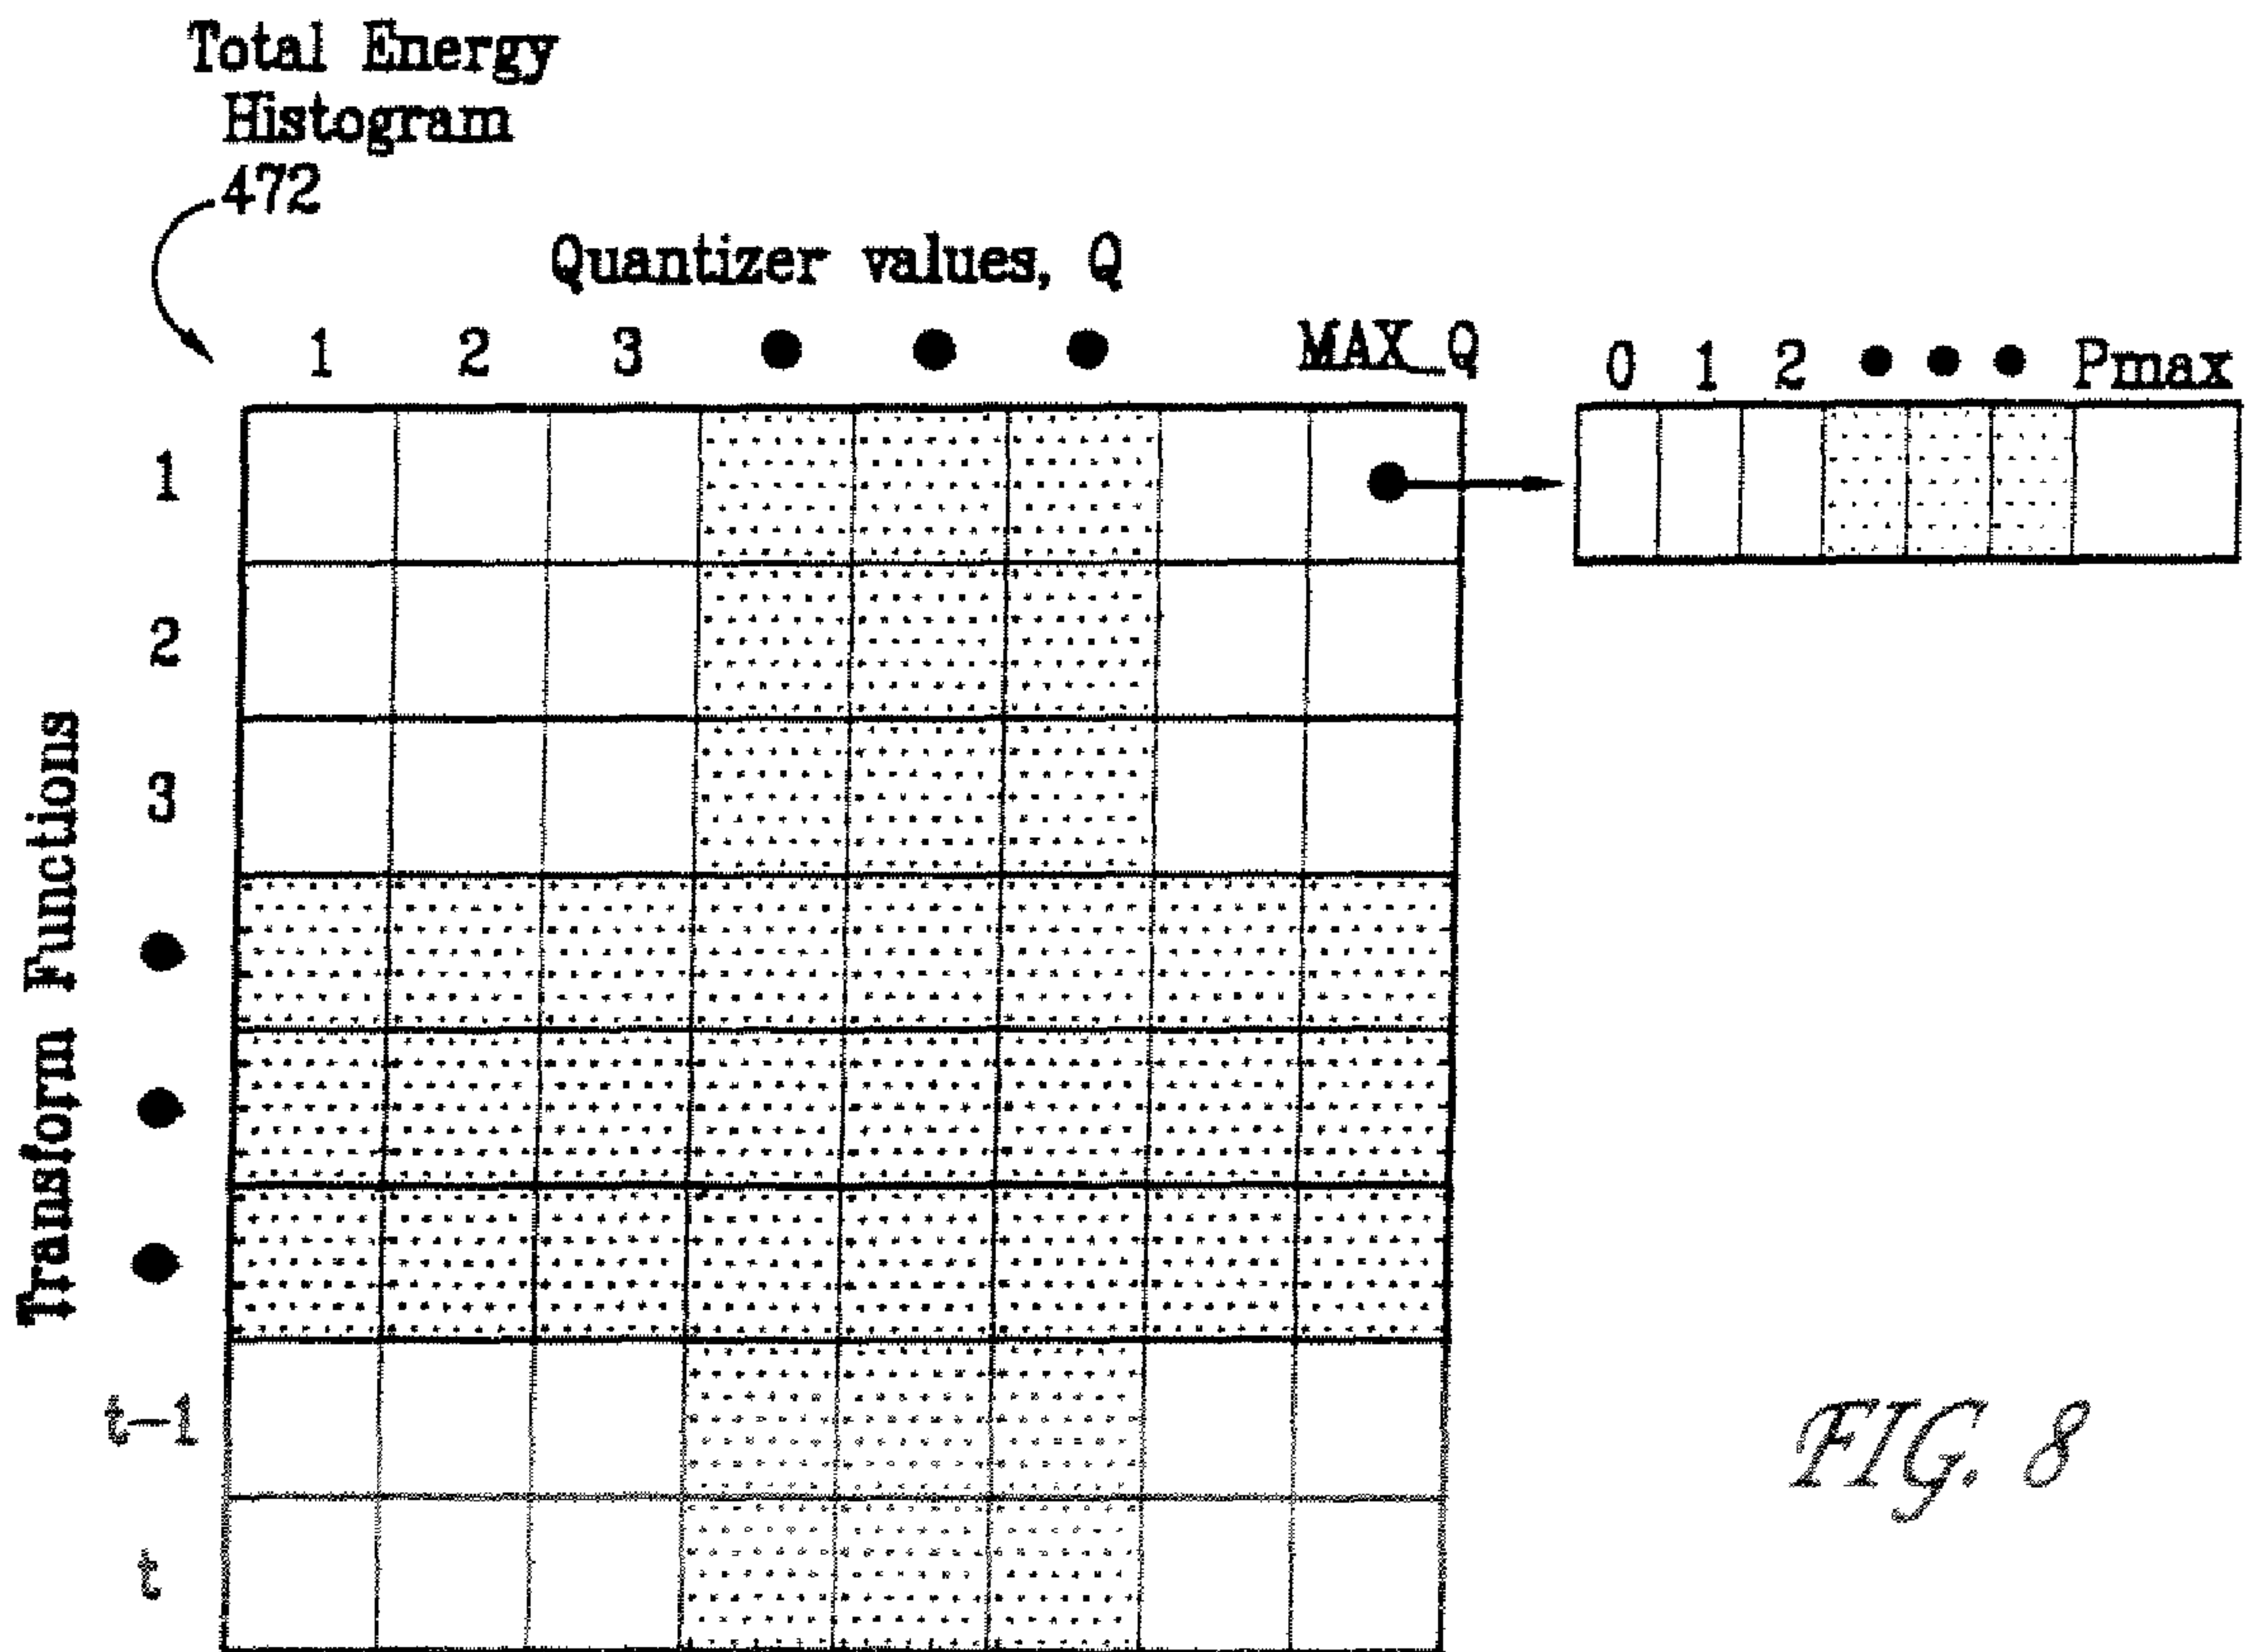 Total Energy
Histogram
472
Quantizer values, Q
1 2 3 ● ● ● MAX_Q
0 1 2 ● ● ● Pmax
Transform Functions
1
2
3
●
●
●
t-1
t
FIG. 8